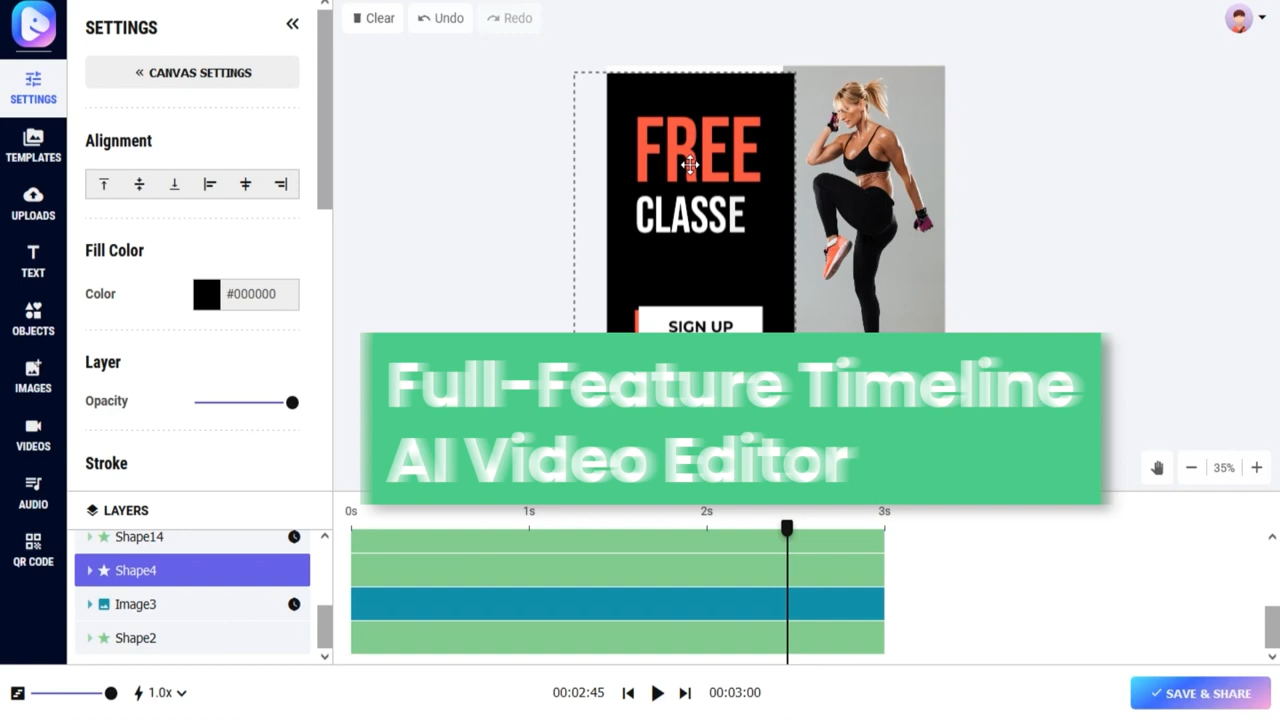 SETTINGS
« CANVAS SETTINGS
Alignment
Fill Color
Color
#000000
Layer
Opacity
Stroke
SETTINGS
TEMPLATES
UPLOADS
TEXT
OBJECTS
IMAGES
VIDEOS
AUDIO
QR CODE
Clear
Undo
Redo
FREE
CLASSE
SIGN UP
Full-Feature Timeline
AI Video Editor
35%
LAYERS
Shape14
Shape4
Image3
Shape2
0s
1s
2s
3s
1.0x
00:02:45
00:03:00
SAVE & SHARE